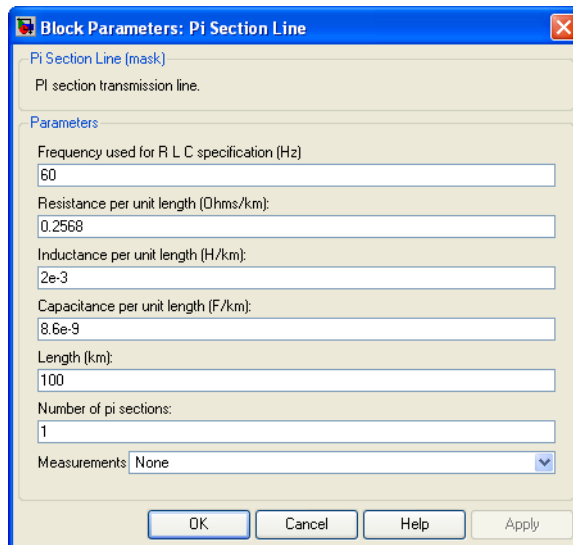 Block Parameters: Pi Section Line
Pi Section Line (mask)
PI section transmission line.
Parameters
Frequency used for R L C specification (Hz)
60
Resistance per unit length (Ohms/km):
0.2568
Inductance per unit length (H/km):
2e-3
Capacitance per unit length (F/km):
8.6e-9
Length (km):
100
Number of pi sections:
1
Measurements None
OK Cancel Help Apply